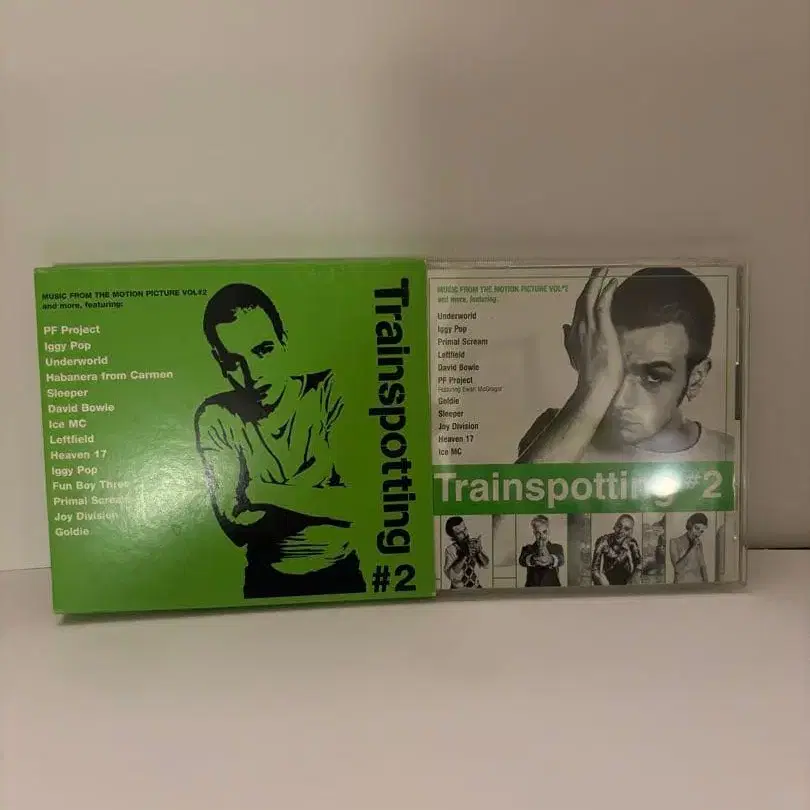 MUSIC FROM THE MOTION PICTURE VOL#2
and more, featuring:
PF Project
Iggy Pop
Underworld
Habanera from Carmen
Sleeper
David Bowie
Ice MC
Leftfield
Heaven 17
Iggy Pop
Fun Boy Three
Primal Scream
Joy Division
Goldie
Trainspotting #2
MUSIC FROM THE MOTION PICTURE VOL#2
and more, featuring:
Underworld
Iggy Pop
Primal Scream
Leftfield
David Bowie
PF Project
Featuring Ewan McGregor
Goldie
Sleeper
Joy Division
Heaven 17
Ice MC
Trainspotting #2